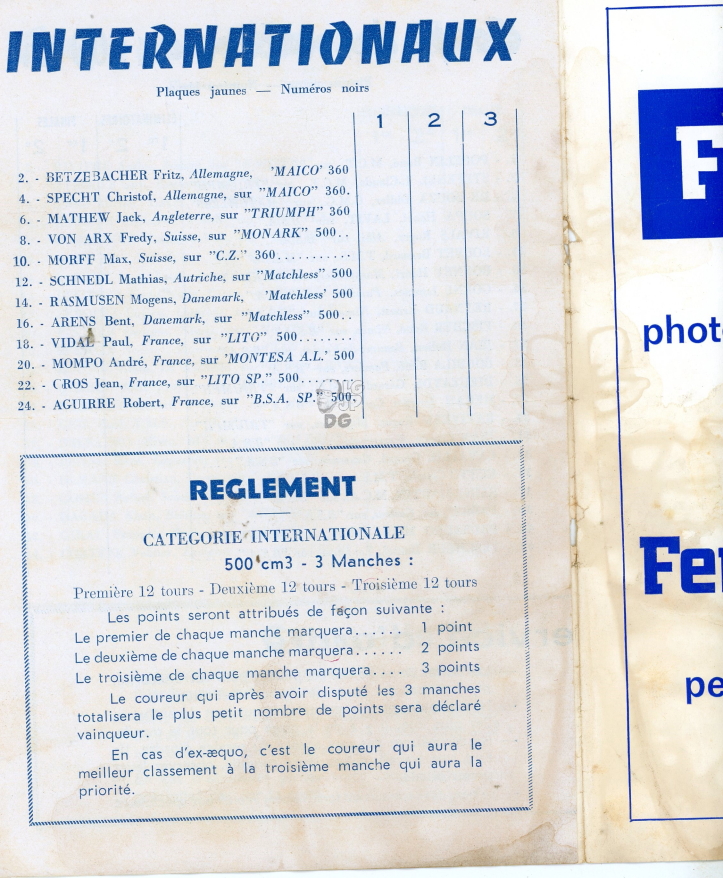 INTERNATIONAUX
Plaques jaunes — Numéros noirs
1 2 3
2. - BETZEBACHER Fritz, Allemagne, 'MAICO' 360
4. - SPECHT Christof, Allemagne, sur "MAICO" 360.
6. - MATHEW Jack, Angleterre, sur "TRIUMPH" 360
8. - VON ARX Fredy, Suisse, sur "MONARK" 500..
10. - MORFF Max, Suisse, sur "C.Z." 360...........
12. - SCHNEDL Mathias, Autriche, sur "Matchless" 500
14. - RASMUSEN Mogens, Danemark, 'Matchless' 500
16. - ARENS Bent, Danemark, sur "Matchless" 500..
18. - VIDAL Paul, France, sur "LITO" 500........
20. - MOMPO André, France, sur 'MONTESA A.L.' 500
22. - CROS Jean, France, sur "LITO SP." 500....
24. - AGUIRRE Robert, France, sur "B.S.A. SP." 500.
DG
REGLEMENT
CATEGORIE INTERNATIONALE
500 cm3 - 3 Manches :
Première 12 tours - Deuxième 12 tours - Troisième 12 tours
Les points seront attribués de façon suivante :
Le premier de chaque manche marquera...... 1 point
Le deuxième de chaque manche marquera...... 2 points
Le troisième de chaque manche marquera.... 3 points
Le coureur qui après avoir disputé les 3 manches
totalisera le plus petit nombre de points sera déclaré
vainqueur.
En cas d'ex-æquo, c'est le coureur qui aura le
meilleur classement à la troisième manche qui aura la
priorité.
F
phot
Fe
pe